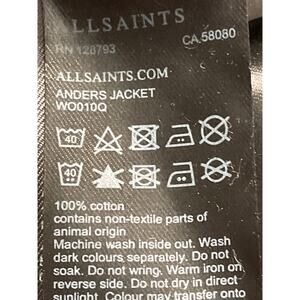 ALLSAINTS
RN 128793 CA 58080
ALLSAINTS.COM
ANDERS JACKET
WO010Q
40
40
100% cotton
contains non-textile parts of
animal origin
Machine wash inside out. Wash
dark colours separately. Do not
soak. Do not wring. Warm iron on
reverse side. Do not dry in direct
sunlight. Colour may transfer onto